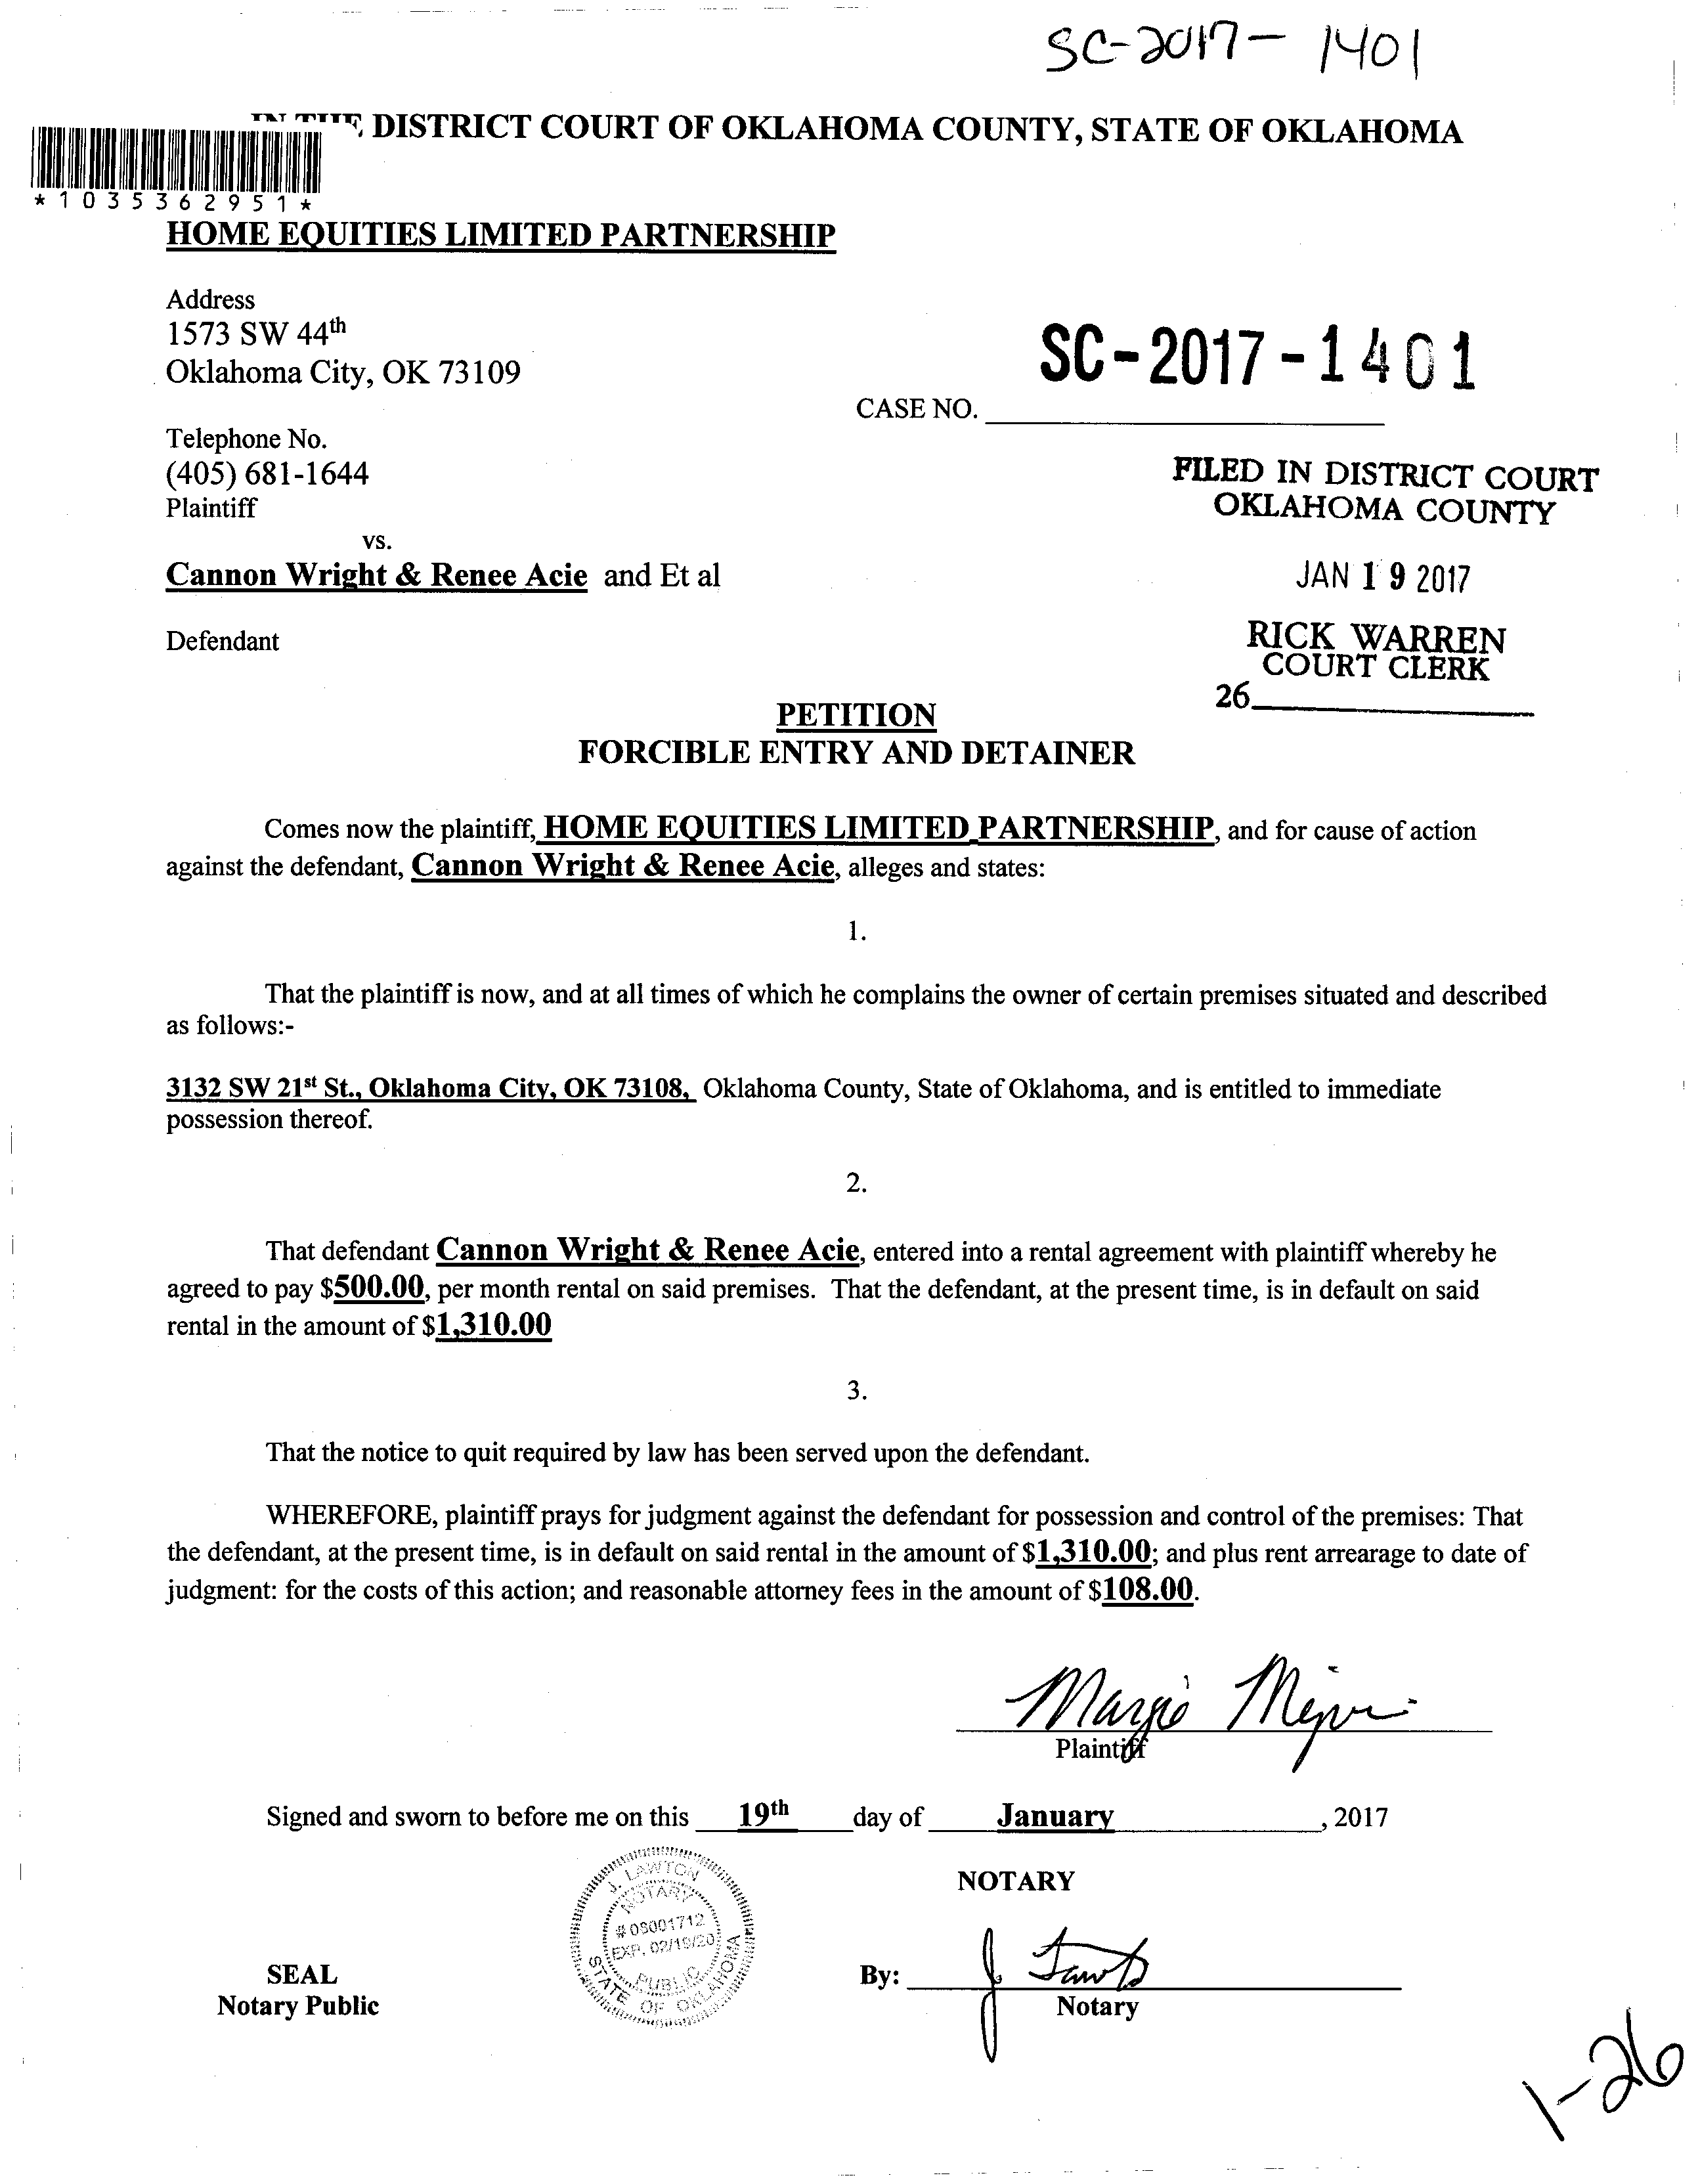 SC-2017-1401
IN THE DISTRICT COURT OF OKLAHOMA COUNTY, STATE OF OKLAHOMA
*1035362951*
HOME EQUITIES LIMITED PARTNERSHIP
Address
1573 SW 44th
Oklahoma City, OK 73109
SC-2017-1401
CASE NO.
Telephone No.
(405) 681-1644
Plaintiff
FILED IN DISTRICT COURT
OKLAHOMA COUNTY
vs.
Cannon Wright & Renee Acie and Et al
JAN 19 2017
Defendant
RICK WARREN
COURT CLERK
26
PETITION
FORCIBLE ENTRY AND DETAINER
Comes now the plaintiff, HOME EQUITIES LIMITED PARTNERSHIP, and for cause of action
against the defendant, Cannon Wright & Renee Acie, alleges and states:
1.
That the plaintiff is now, and at all times of which he complains the owner of certain premises situated and described
as follows:-
3132 SW 21st St., Oklahoma City, OK 73108, Oklahoma County, State of Oklahoma, and is entitled to immediate
possession thereof.
2.
That defendant Cannon Wright & Renee Acie, entered into a rental agreement with plaintiff whereby he
agreed to pay $500.00, per month rental on said premises. That the defendant, at the present time, is in default on said
rental in the amount of $1,310.00
3.
That the notice to quit required by law has been served upon the defendant.
WHEREFORE, plaintiff prays for judgment against the defendant for possession and control of the premises: That
the defendant, at the present time, is in default on said rental in the amount of $1,310.00; and plus rent arrearage to date of
judgment: for the costs of this action; and reasonable attorney fees in the amount of $108.00.
Margie
Plaintiff
Signed and sworn to before me on this 19th day of January, 2017
J. LAWTON
NOTARY
#08001712
EXP. 02/19/20
PUBLIC
STATE OF OKLAHOMA
NOTARY
SEAL
Notary Public
By:
Notary
1-26